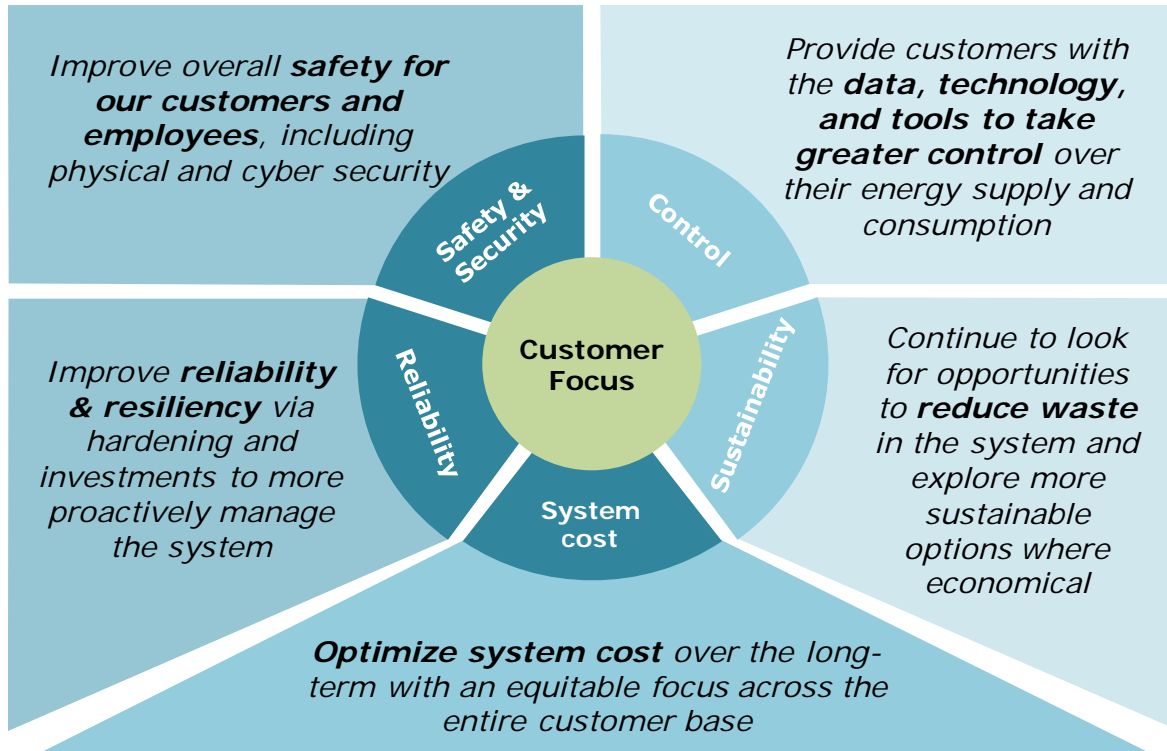 Improve overall safety for
our customers and
employees, including
physical and cyber security
Provide customers with
the data, technology,
and tools to take
greater control over
their energy supply and
consumption
Safety &
Security
Control
Customer
Focus
Reliability
Sustainability
System
cost
Improve reliability
& resiliency via
hardening and
investments to more
proactively manage
the system
Continue to look
for opportunities
to reduce waste
in the system and
explore more
sustainable
options where
economical
Optimize system cost over the long-
term with an equitable focus across the
entire customer base